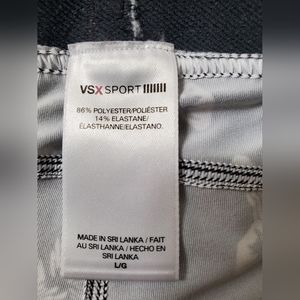 VSX SPORT
86% POLYESTER/POLIÉSTER
14% ELASTANE/
ÉLASTHANNE/ELASTANO.
MADE IN SRI LANKA / FAIT
AU SRI LANKA / HECHO EN
SRI LANKA
L/G